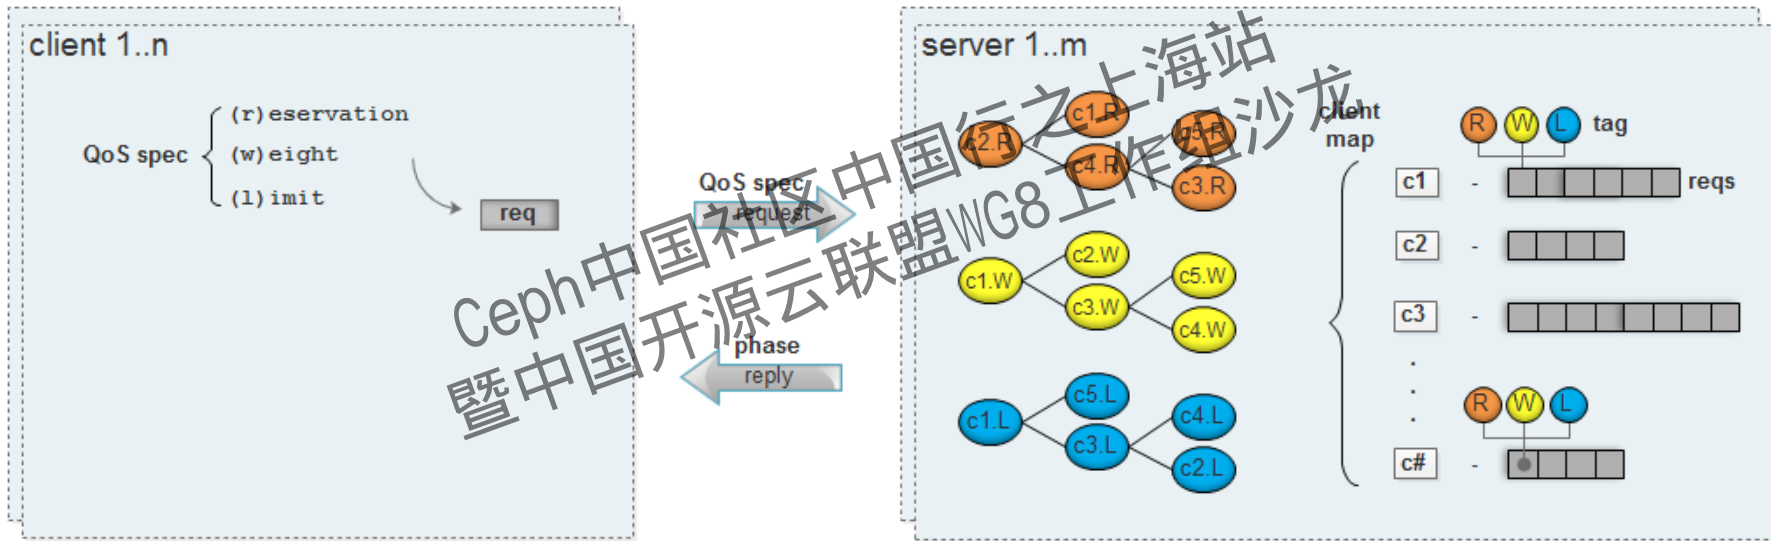 client 1..n
QoS spec
(r)eservation
(w)eight
(l)imit
req
QoS spec
request
phase
reply
server 1..m
c2.R
c1.R
c4.R
c5.R
c3.R
c1.W
c2.W
c3.W
c5.W
c4.W
c1.L
c5.L
c3.L
c4.L
c2.L
client
map
R W L tag
c1 - reqs
c2 -
c3 -
.
.
.
R W L
c# -
Ceph中国社区中国行之上海站
暨中国开源云联盟WG8工作组沙龙